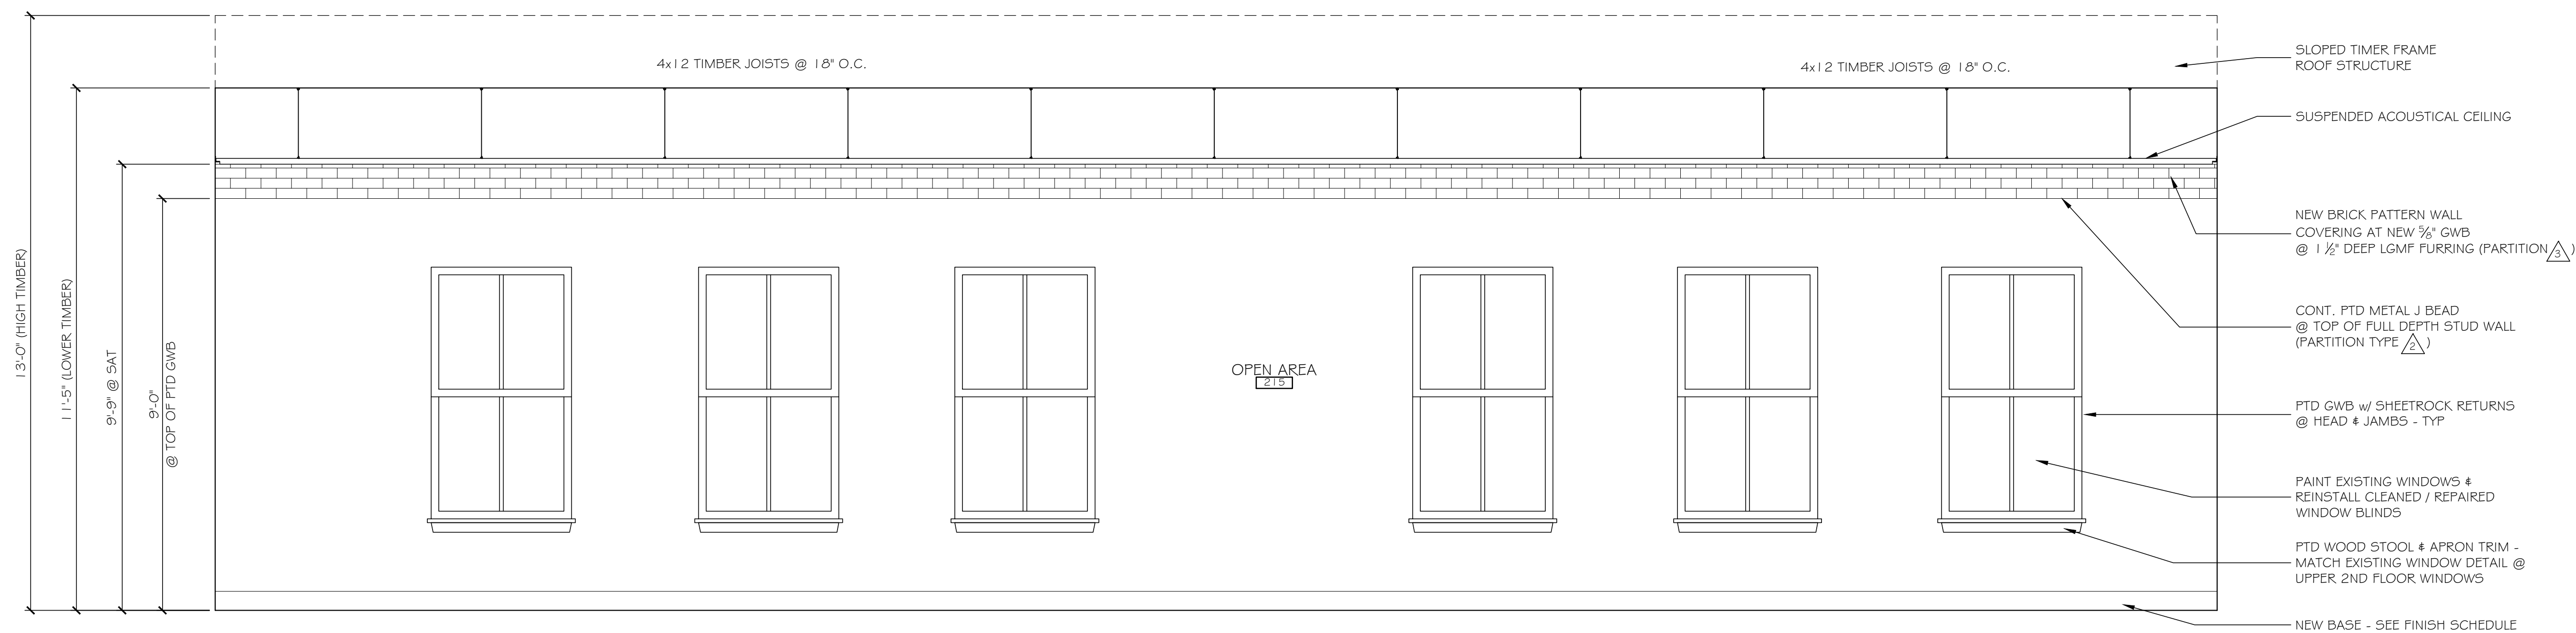 13'-0" (HIGH TIMBER)
11'-5" (LOWER TIMBER)
9'-9" @ SAT
9'-0"
@ TOP OF PTD GWB
4x12 TIMBER JOISTS @ 18" O.C.
4x12 TIMBER JOISTS @ 18" O.C.
OPEN AREA
215
SLOPED TIMER FRAME
ROOF STRUCTURE
SUSPENDED ACOUSTICAL CEILING
NEW BRICK PATTERN WALL
COVERING AT NEW 5/8" GWB
@ 1 1/2" DEEP LGMF FURRING (PARTITION 3)
CONT. PTD METAL J BEAD
@ TOP OF FULL DEPTH STUD WALL
(PARTITION TYPE 2)
PTD GWB w/ SHEETROCK RETURNS
@ HEAD & JAMBS - TYP
PAINT EXISTING WINDOWS &
REINSTALL CLEANED / REPAIRED
WINDOW BLINDS
PTD WOOD STOOL & APRON TRIM -
MATCH EXISTING WINDOW DETAIL @
UPPER 2ND FLOOR WINDOWS
NEW BASE - SEE FINISH SCHEDULE